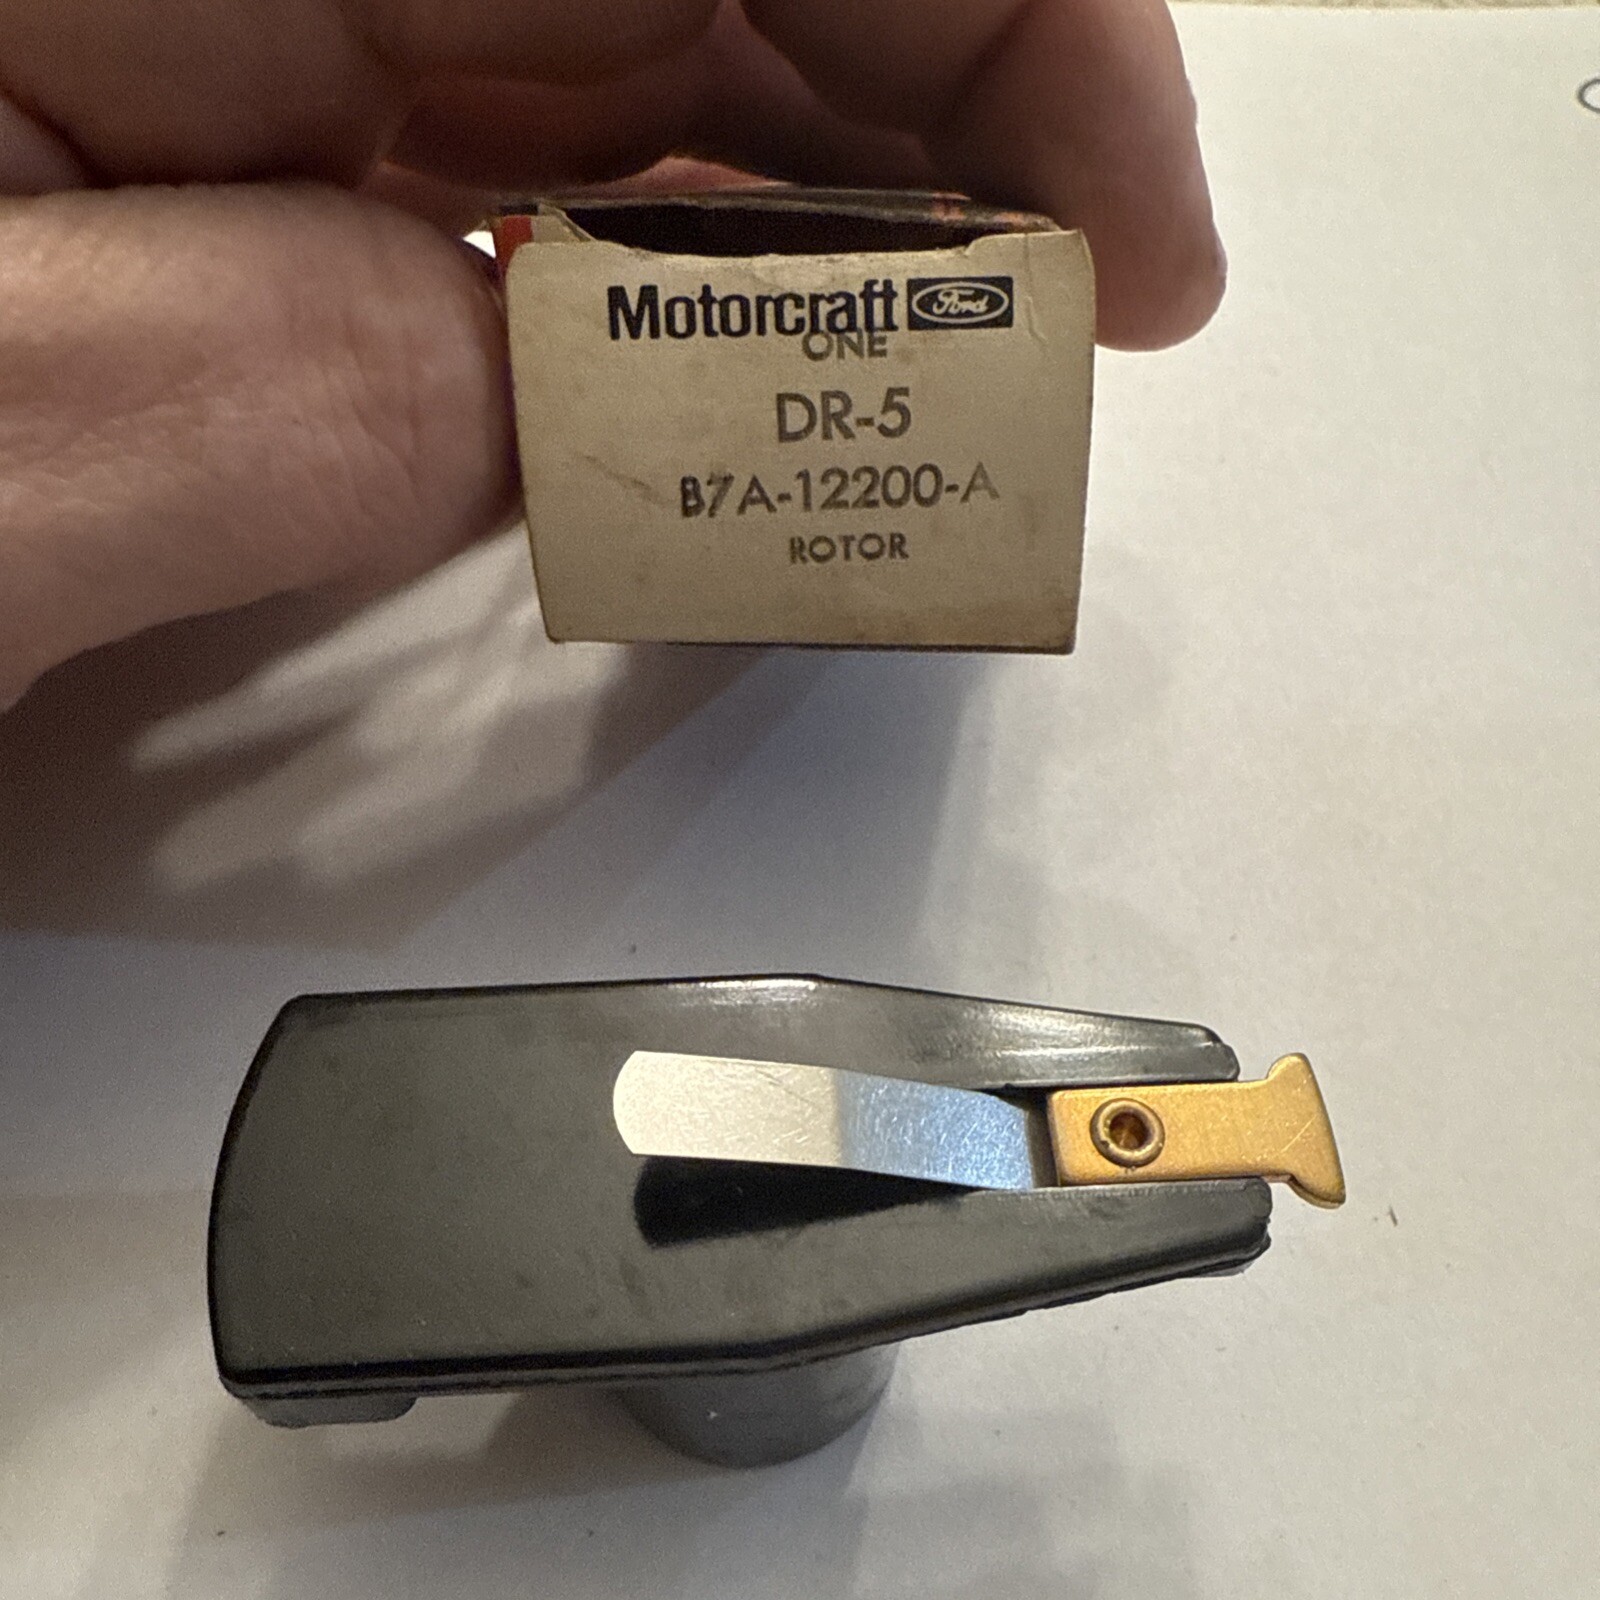 Motorcraft Ford
ONE
DR-5
B7A-12200-A
ROTOR